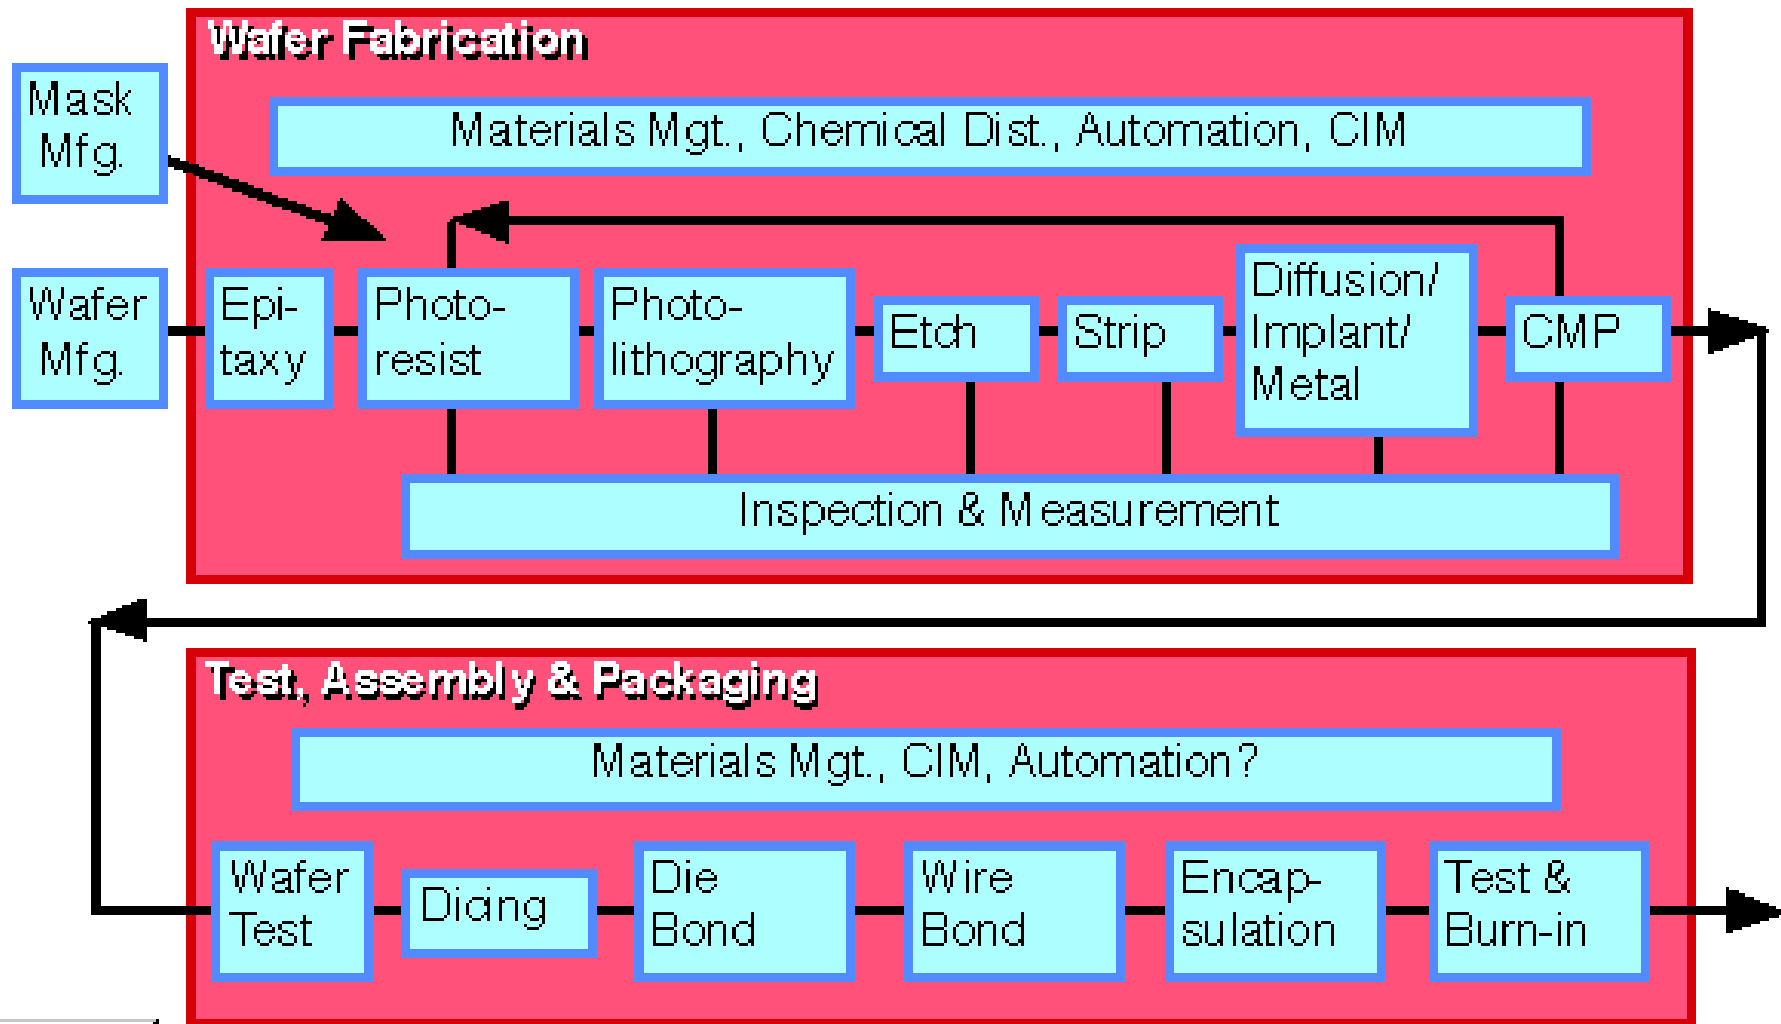 Wafer Fabrication
Mask
Mfg.
Materials Mgt., Chemical Dist., Automation, CIM
Wafer
Mfg.
Epi-
taxy
Photo-
resist
Photo-
lithography
Etch
Strip
Diffusion/
Implant/
Metal
CMP
Inspection & Measurement
Test, Assembly & Packaging
Materials Mgt., CIM, Automation?
Wafer
Test
Dicing
Die
Bond
Wire
Bond
Encap-
sulation
Test &
Burn-in